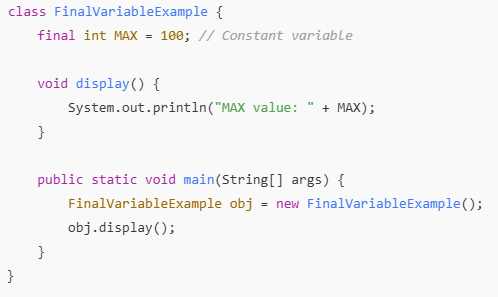 class FinalVariableExample {
    final int MAX = 100; // Constant variable

    void display() {
        System.out.println("MAX value: " + MAX);
    }

    public static void main(String[] args) {
        FinalVariableExample obj = new FinalVariableExample();
        obj.display();
    }
}